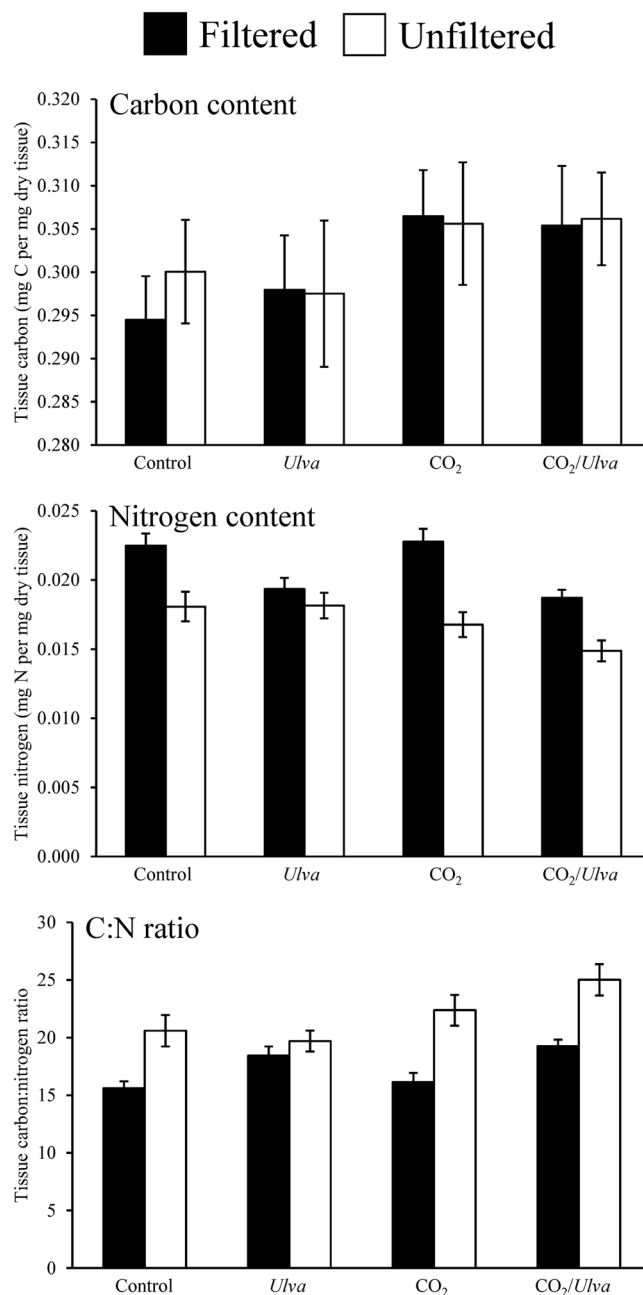 Filtered Unfiltered
Carbon content
Tissue carbon (mg C per mg dry tissue)
0.320
0.315
0.310
0.305
0.300
0.295
0.290
0.285
0.280
Control Ulva CO₂ CO₂/Ulva
Nitrogen content
Tissue nitrogen (mg N per mg dry tissue)
0.025
0.020
0.015
0.010
0.005
0.000
Control Ulva CO₂ CO₂/Ulva
C:N ratio
Tissue carbon:nitrogen ratio
30
25
20
15
10
5
0
Control Ulva CO₂ CO₂/Ulva